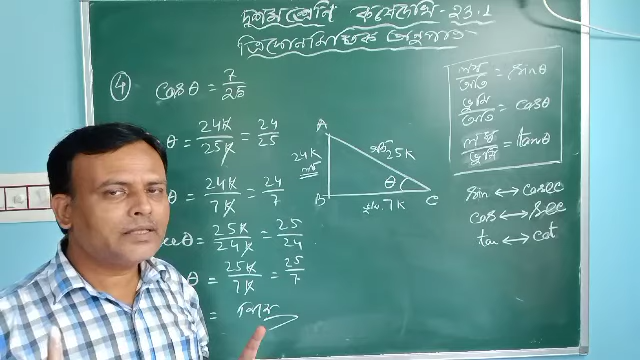 দশম শ্রেণি কষেদেখি - 23.1
ত্রিকোণমিতিক অনুপাত
④ cosθ = 7/25
θ = 24k/25k = 24/25
θ = 24k/7k = 24/7
θ = 25k/24k = 25/24
θ = 25k/7k = 25/7
=
A
24k
লম্ব
অতি 25k
θ
B
ভূমি 7k
C
লম্ব/অতি = sinθ
ভূমি/অতি = cosθ
লম্ব/ভূমি = tanθ
sin ↔ cosec
cos ↔ sec
tan ↔ cot